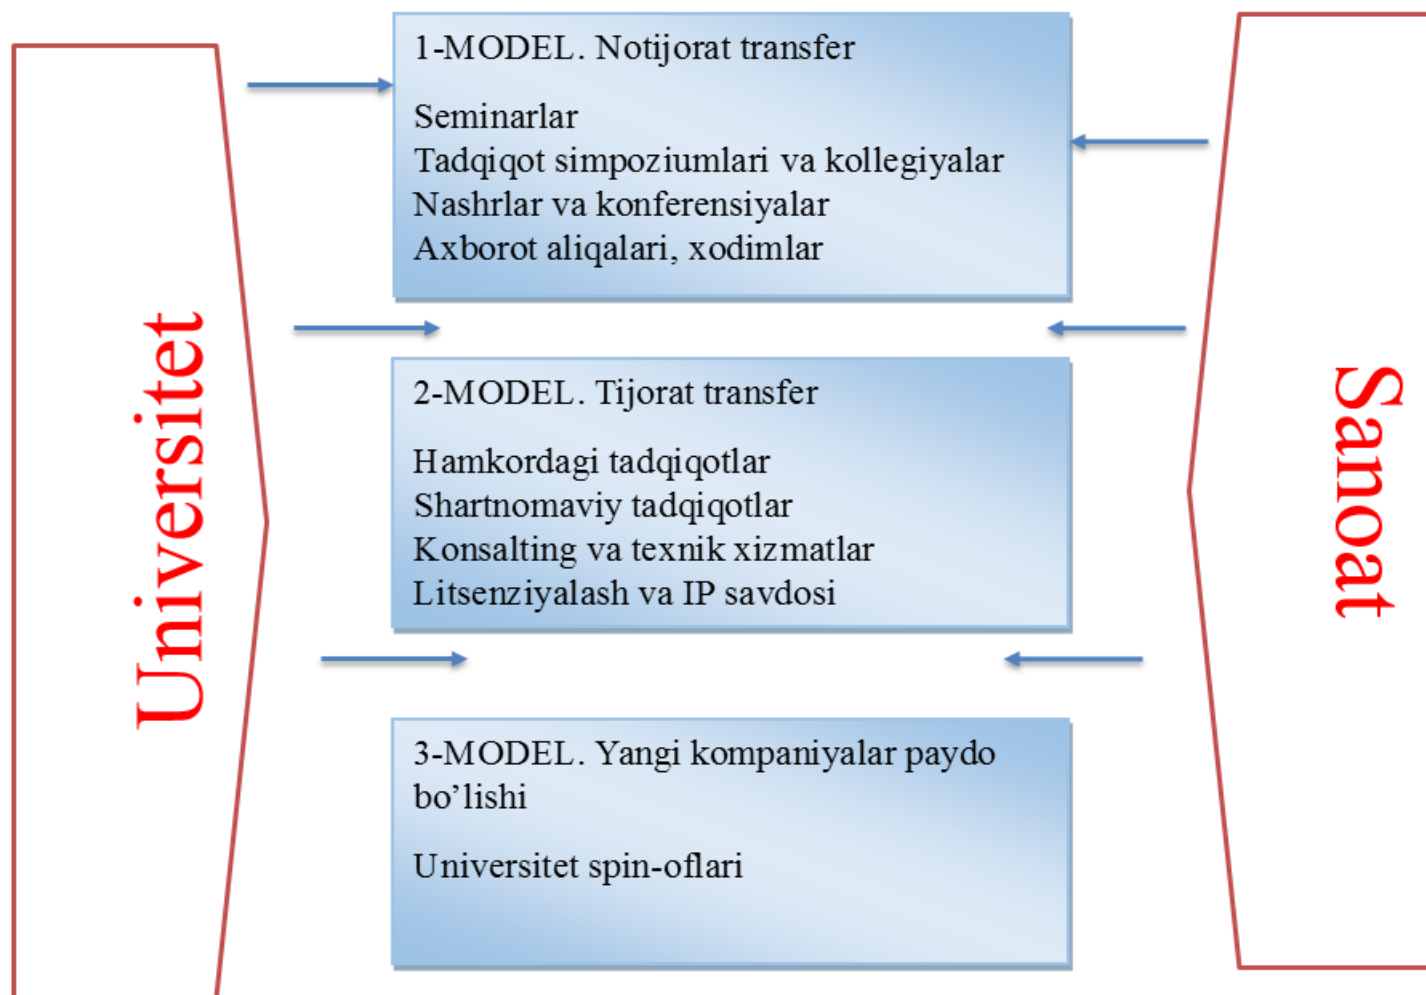 Universitet
1-MODEL. Notijorat transfer
Seminarlar
Tadqiqot simpoziumlari va kollegiyalar
Nashrlar va konferensiyalar
Axborot aliqalari, xodimlar
2-MODEL. Tijorat transfer
Hamkordagi tadqiqotlar
Shartnomaviy tadqiqotlar
Konsalting va texnik xizmatlar
Litsenziyalash va IP savdosi
3-MODEL. Yangi kompaniyalar paydo
bo’lishi
Universitet spin-oflari
Sanoat